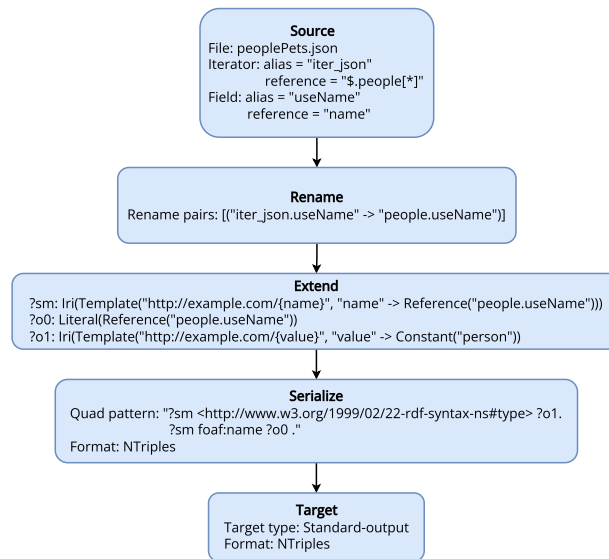 Source
File: peoplePets.json
Iterator: alias = "iter_json"
reference = "$.people[*]"
Field: alias = "useName"
reference = "name"
Rename
Rename pairs: [("iter_json.useName" -> "people.useName")]
Extend
?sm: Iri(Template("http://example.com/{name}", "name" -> Reference("people.useName")))
?o0: Literal(Reference("people.useName"))
?o1: Iri(Template("http://example.com/{value}", "value" -> Constant("person"))
Serialize
Quad pattern: "?sm <http://www.w3.org/1999/02/22-rdf-syntax-ns#type> ?o1.
?sm foaf:name ?o0 ."
Format: NTriples
Target
Target type: Standard-output
Format: NTriples